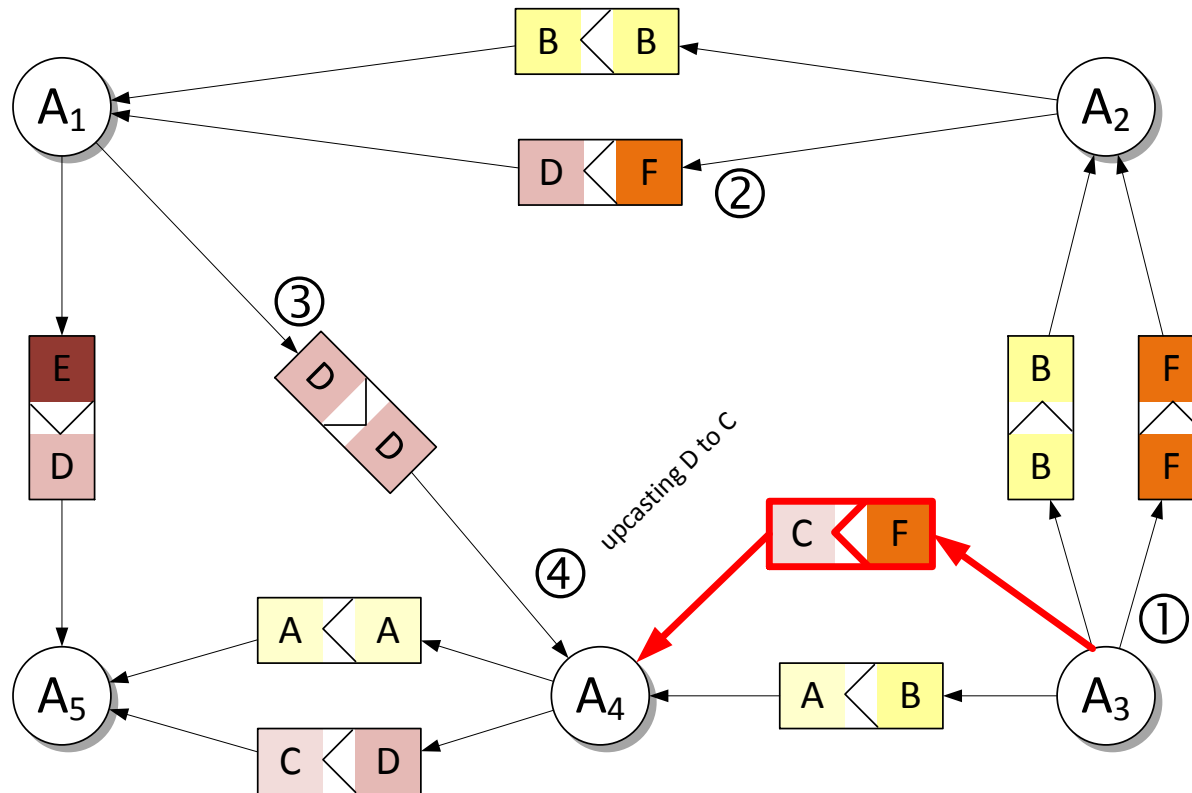 B B
A1
A2
D F
②
③
E
D
D
D
B
B
F
F
upcasting D to C
C F
④
①
A A
A5
A4
A B
A3
C D